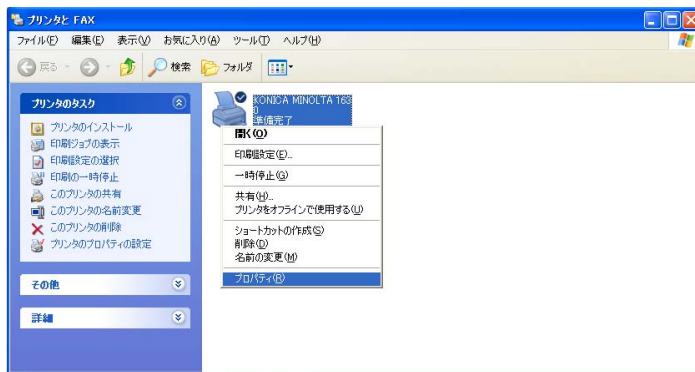 プリンタと FAX
ファイル(F) 編集(E) 表示(V) お気に入り(A) ツール(T) ヘルプ(H)
戻る 検索 フォルダ
プリンタのタスク
プリンタのインストール
印刷ジョブの表示
印刷設定の選択
印刷の一時停止
このプリンタの共有
このプリンタの名前変更
このプリンタの削除
プリンタのプロパティの設定
その他
詳細
KONICA MINOLTA 163
0
準備完了
開く(O)
印刷設定(E)...
一時停止(G)
共有(H)...
プリンタをオフラインで使用する(U)
ショートカットの作成(S)
削除(D)
名前の変更(M)
プロパティ(R)